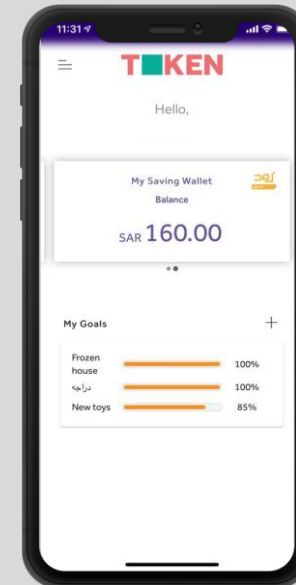 11:31
TOKEN
Hello,
My Saving Wallet
زود
Balance
SAR 160.00
My Goals
Frozen house
100%
دراجه
100%
New toys
85%